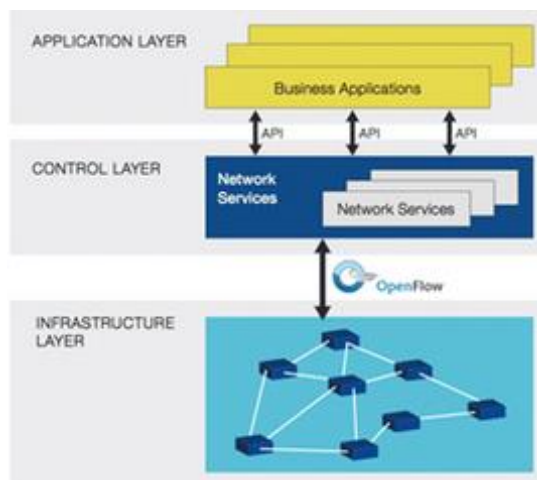 APPLICATION LAYER
Business Applications
API
API
API
CONTROL LAYER
Network
Services
Network Services
OpenFlow
INFRASTRUCTURE
LAYER